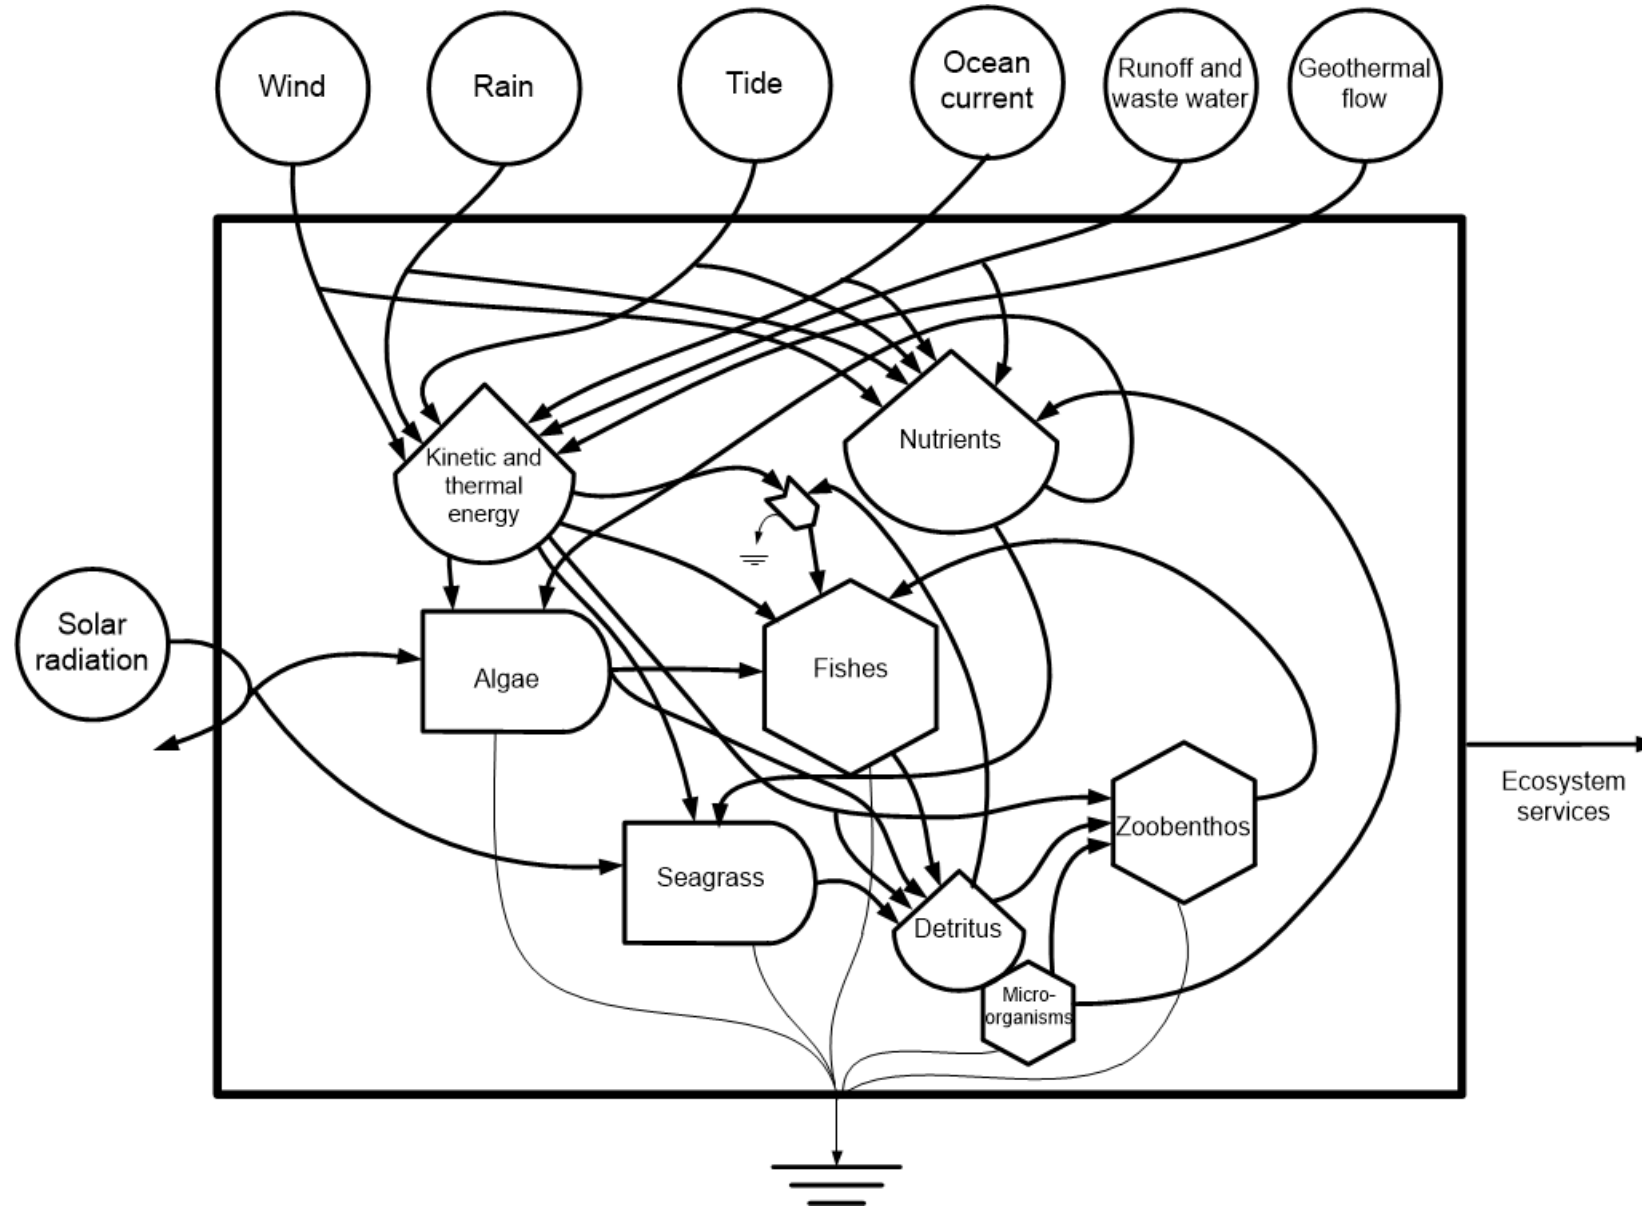 Wind
Rain
Tide
Ocean
current
Runoff and
waste water
Geothermal
flow
Nutrients
Kinetic and
thermal
energy
Solar
radiation
Algae
Fishes
Ecosystem
services
Zoobenthos
Seagrass
Detritus
Micro-
organisms